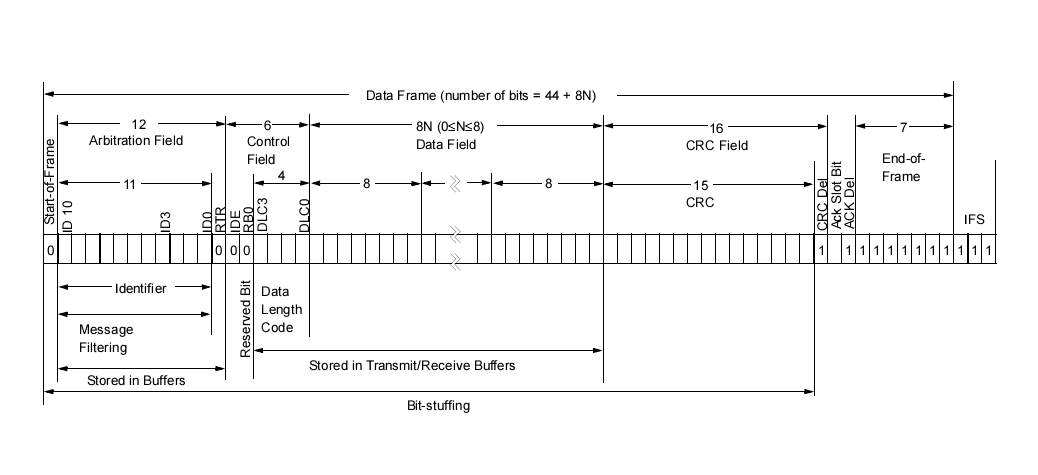 Data Frame (number of bits = 44 + 8N)
12
Arbitration Field
6
Control
Field
8N (0≤N≤8)
Data Field
16
CRC Field
7
End-of-
Frame
11
4
8
8
15
CRC
Start-of-Frame
ID 10
ID3
ID0
RTR
IDE
RB0
DLC3
DLC0
CRC Del
Ack Slot Bit
ACK Del
IFS
0 0 0 0 1 1 1 1 1 1 1 1 1 1 1 1
Identifier
Message
Filtering
Stored in Buffers
Reserved Bit
Data
Length
Code
Stored in Transmit/Receive Buffers
Bit-stuffing